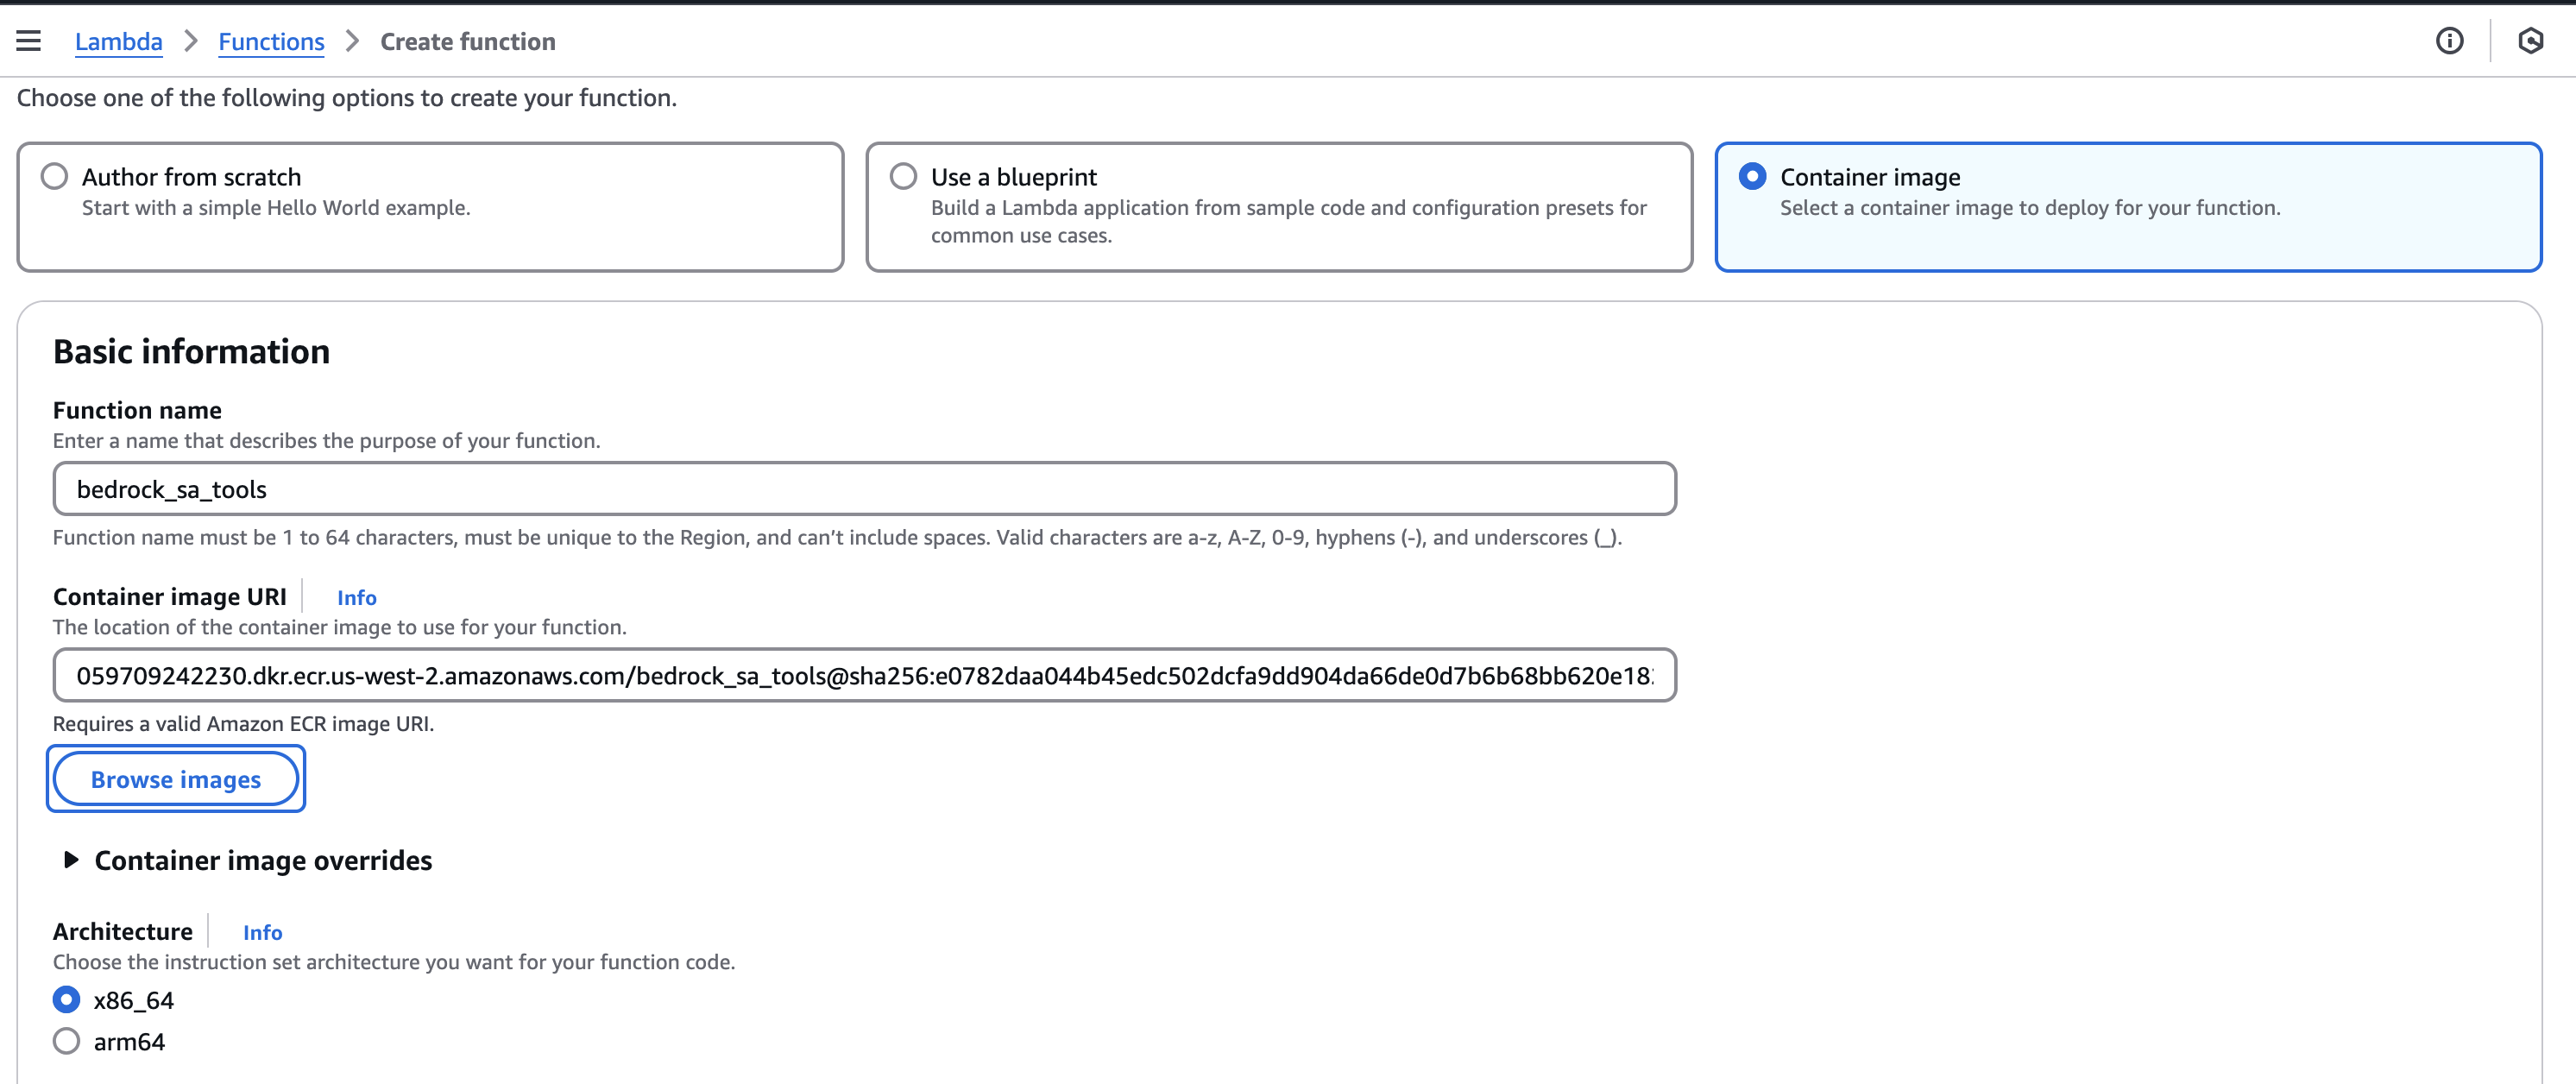 Lambda > Functions > Create function
Choose one of the following options to create your function.
Author from scratch
Start with a simple Hello World example.
Use a blueprint
Build a Lambda application from sample code and configuration presets for
common use cases.
Container image
Select a container image to deploy for your function.
Basic information
Function name
Enter a name that describes the purpose of your function.
bedrock_sa_tools
Function name must be 1 to 64 characters, must be unique to the Region, and can’t include spaces. Valid characters are a-z, A-Z, 0-9, hyphens (-), and underscores (_).
Container image URI Info
The location of the container image to use for your function.
059709242230.dkr.ecr.us-west-2.amazonaws.com/bedrock_sa_tools@sha256:e0782daa044b45edc502dcfa9dd904da66de0d7b6b68bb620e18
Requires a valid Amazon ECR image URI.
Browse images
Container image overrides
Architecture Info
Choose the instruction set architecture you want for your function code.
x86_64
arm64